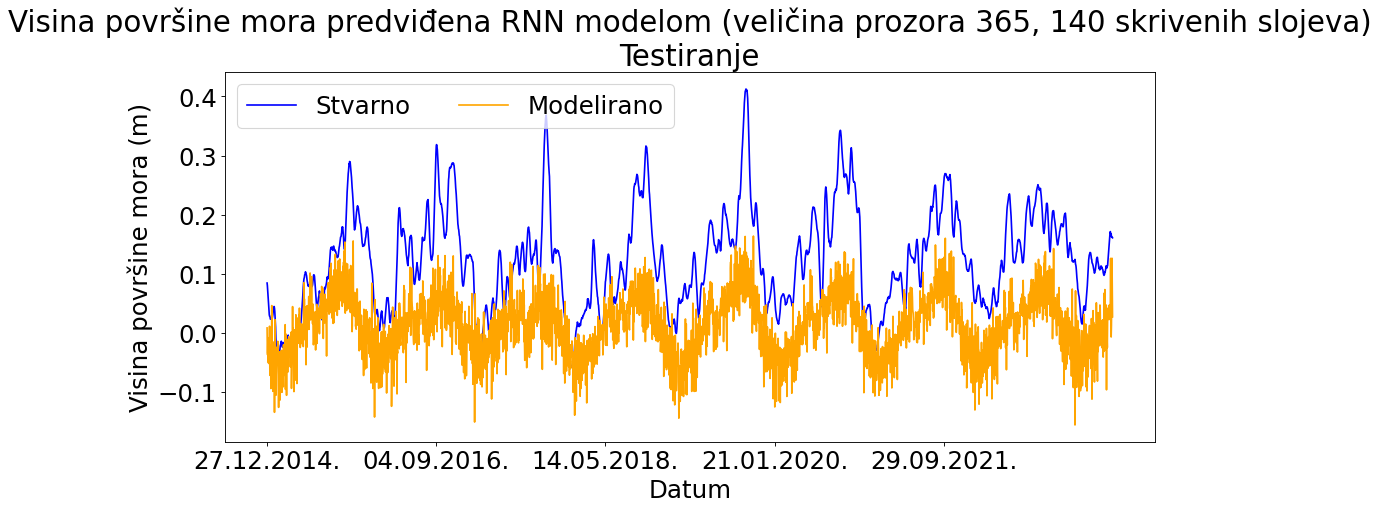 Visina površine mora predviđena RNN modelom (veličina prozora 365, 140 skrivenih slojeva)
Testiranje
Stvarno Modelirano
Visina površine mora (m)
0.4
0.3
0.2
0.1
0.0
−0.1
27.12.2014. 04.09.2016. 14.05.2018. 21.01.2020. 29.09.2021.
Datum